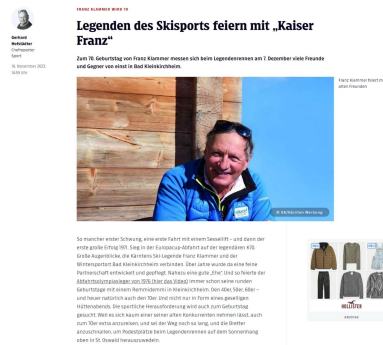 FRANZ KLAMMER WIRD 70
Legenden des Skisports feiern mit „Kaiser
Franz“
Gerhard
Hofstädter
Chefreporter
Sport
Zum 70. Geburtstag von Franz Klammer messen sich beim Legendenrennen am 7. Dezember viele Freunde
und Gegner von einst in Bad Kleinkirchheim.
Franz Klammer feiert m
alten Freunden
So mancher erster Schwung, eine erste Fahrt mit einem Sessellift – und dann der
erste große Erfolg 1971, Sieg in der Europacup-Abfahrt auf der legendären K70.
Große Augenblicke, die Kärntens Ski-Legende Franz Klammer und der
Wintersportort Bad Kleinkirchheim verbinden. Über Jahre wurde da eine feine
Partnerschaft entwickelt und gepflegt. Nahezu eine gute „Ehe“. Und so feierte der
Abfahrtsolympiasieger von 1976 (hier das Video) immer schon seine runden
Geburtstage mit einem Remmidemmi in Kleinkirchheim. Den 40er, 50er, 60er –
und heuer natürlich auch den 70er. Und nicht nur in Form eines geselligen
Hüttenabends. Die sportliche Herausforderung wird auch zum Geburtstag
gesucht. Weil es sich kaum einer seiner alten Konkurrenten nehmen lässt, auch
zum 70er anzureisen, und sei der Weg noch so lang, und die Bretter
anzuschnallen, um Podestplätze beim Legendenrennen auf dem Sonnenhang
oben in St. Oswald herauszuwedeln.
HOLLISTER